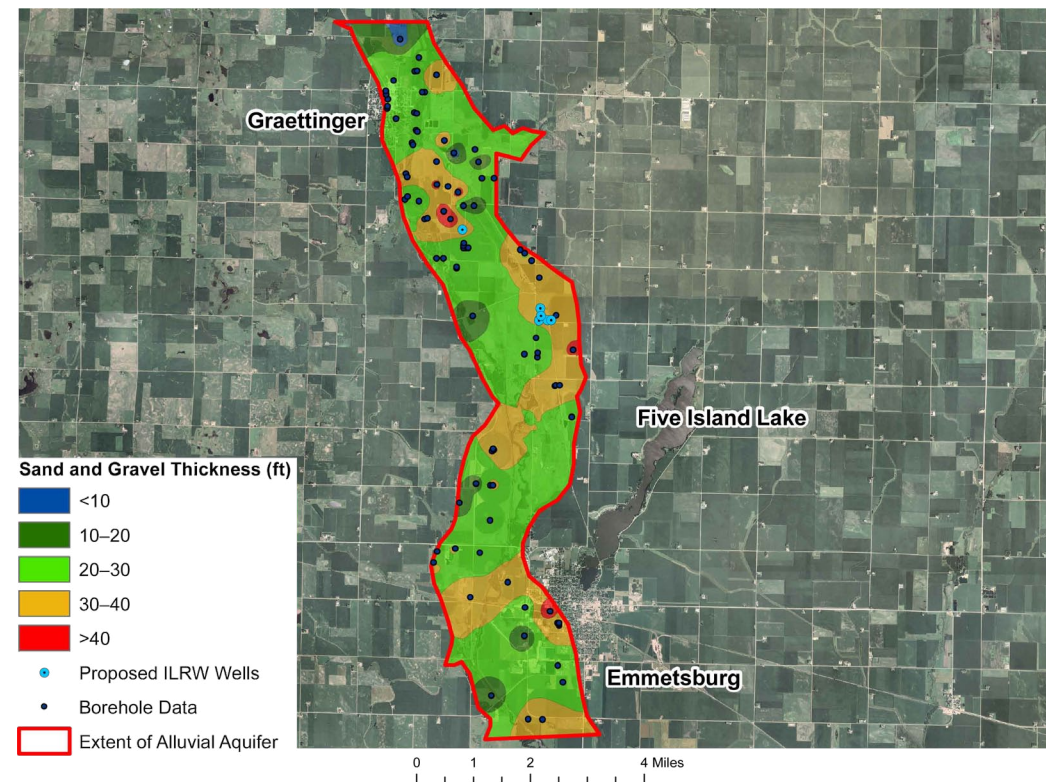 Graettinger
Five Island Lake
Sand and Gravel Thickness (ft)
<10
10–20
20–30
30–40
>40
Proposed ILRW Wells
Borehole Data
Extent of Alluvial Aquifer
Emmetsburg
0 1 2 4 Miles